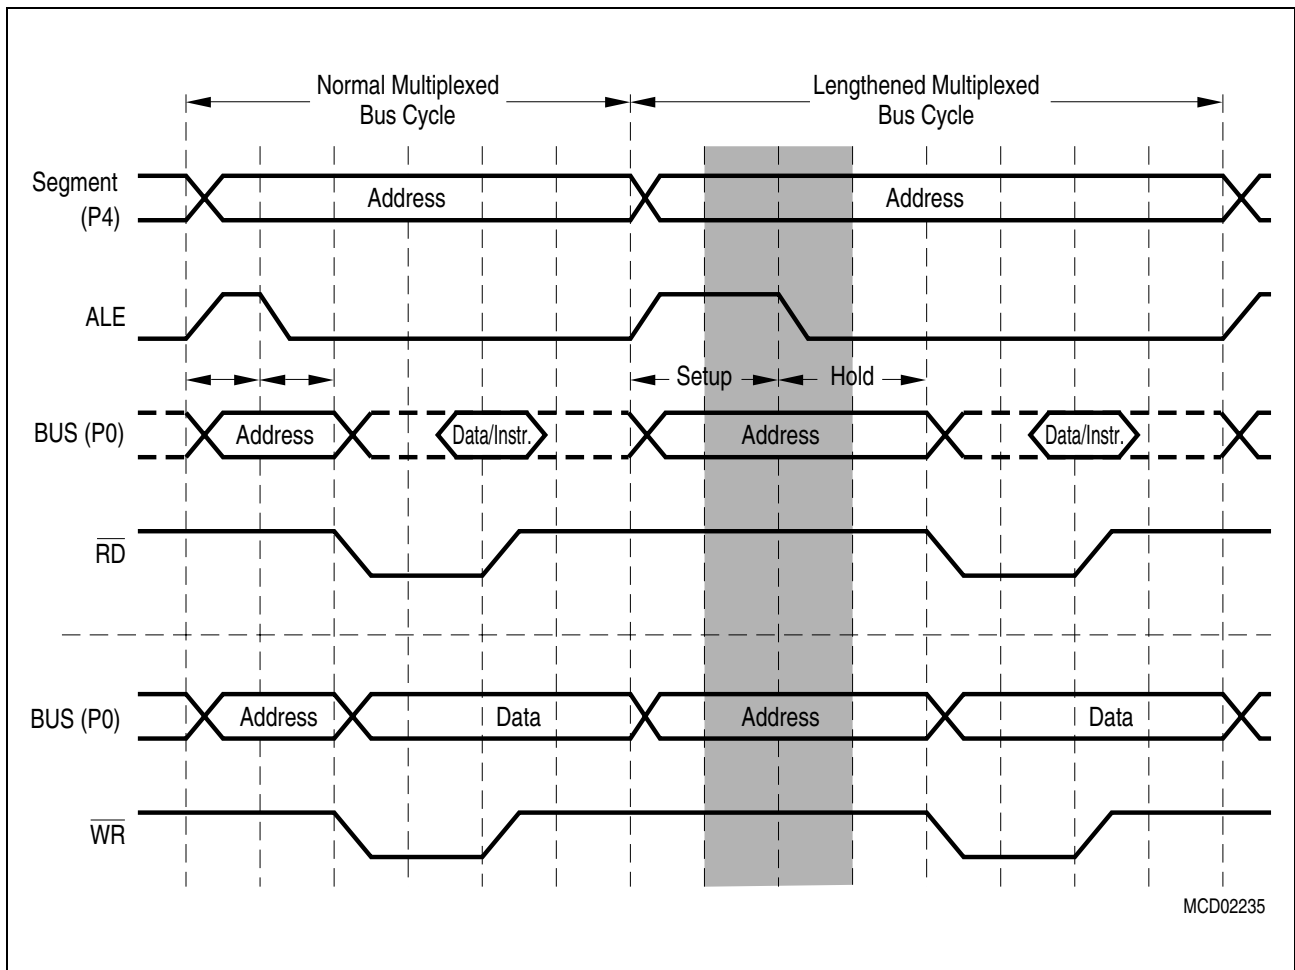 Normal Multiplexed
Bus Cycle
Lengthened Multiplexed
Bus Cycle
Segment
(P4)
Address
Address
ALE
Setup
Hold
BUS (P0)
Address
Data/Instr.
Address
Data/Instr.
RD
BUS (P0)
Address
Data
Address
Data
WR
MCD02235